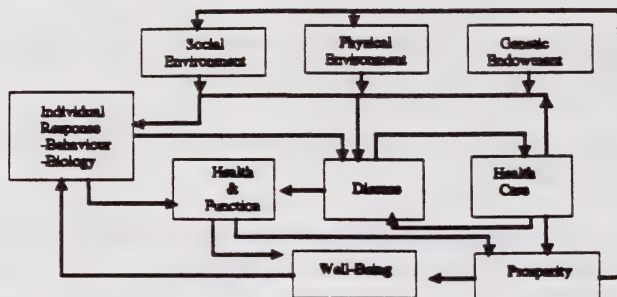 Social
Environment
Physical
Environment
Genetic
Endowment
Individual
Response
-Behaviour
-Biology
Health
&
Function
Disease
Health
Care
Well-Being
Prosperity